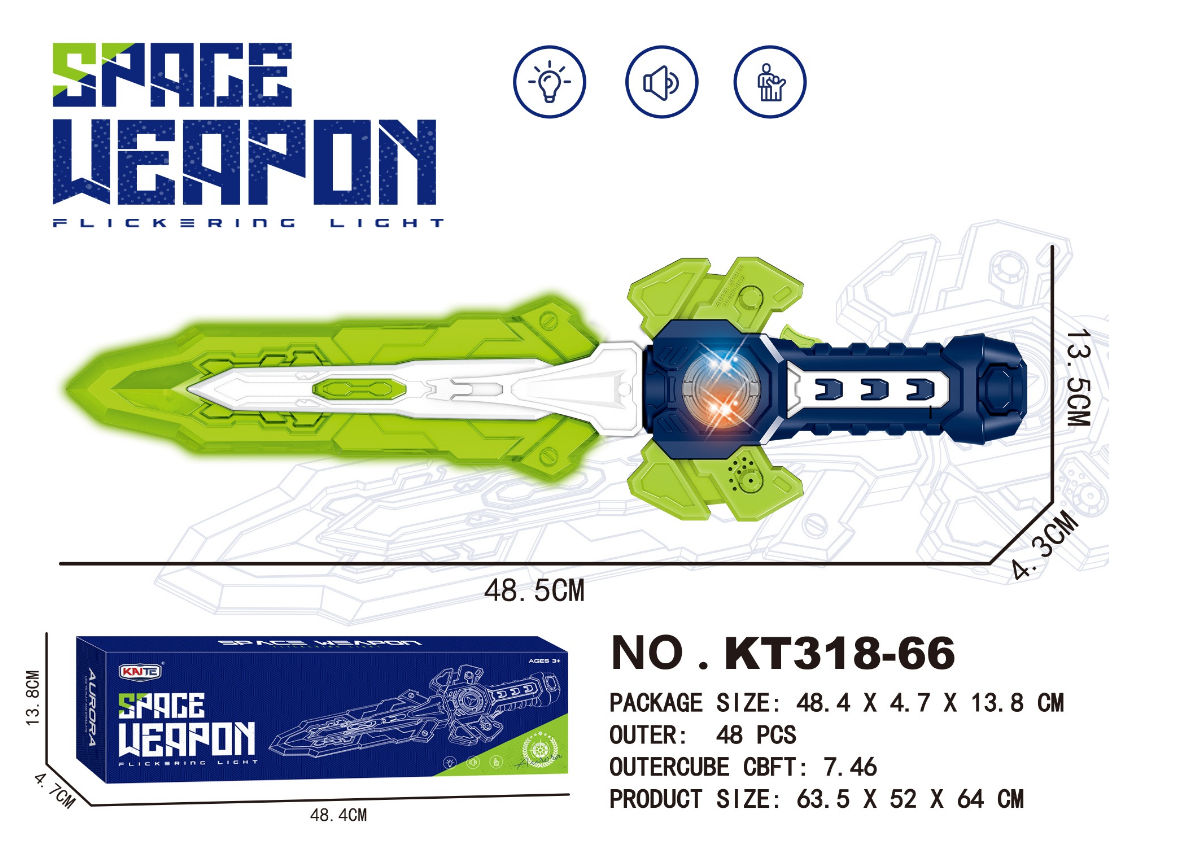 SPACE
WEAPON
FLICKERING LIGHT
13.5CM
4.3CM
48.5CM
SPACE WEAPON
AGES 3+
KNTE
AURORA
SPACE
WEAPON
FLICKERING LIGHT
13.8CM
4.7CM
48.4CM
NO. KT318-66
PACKAGE SIZE: 48.4 X 4.7 X 13.8 CM
OUTER: 48 PCS
OUTERCUBE CBFT: 7.46
PRODUCT SIZE: 63.5 X 52 X 64 CM